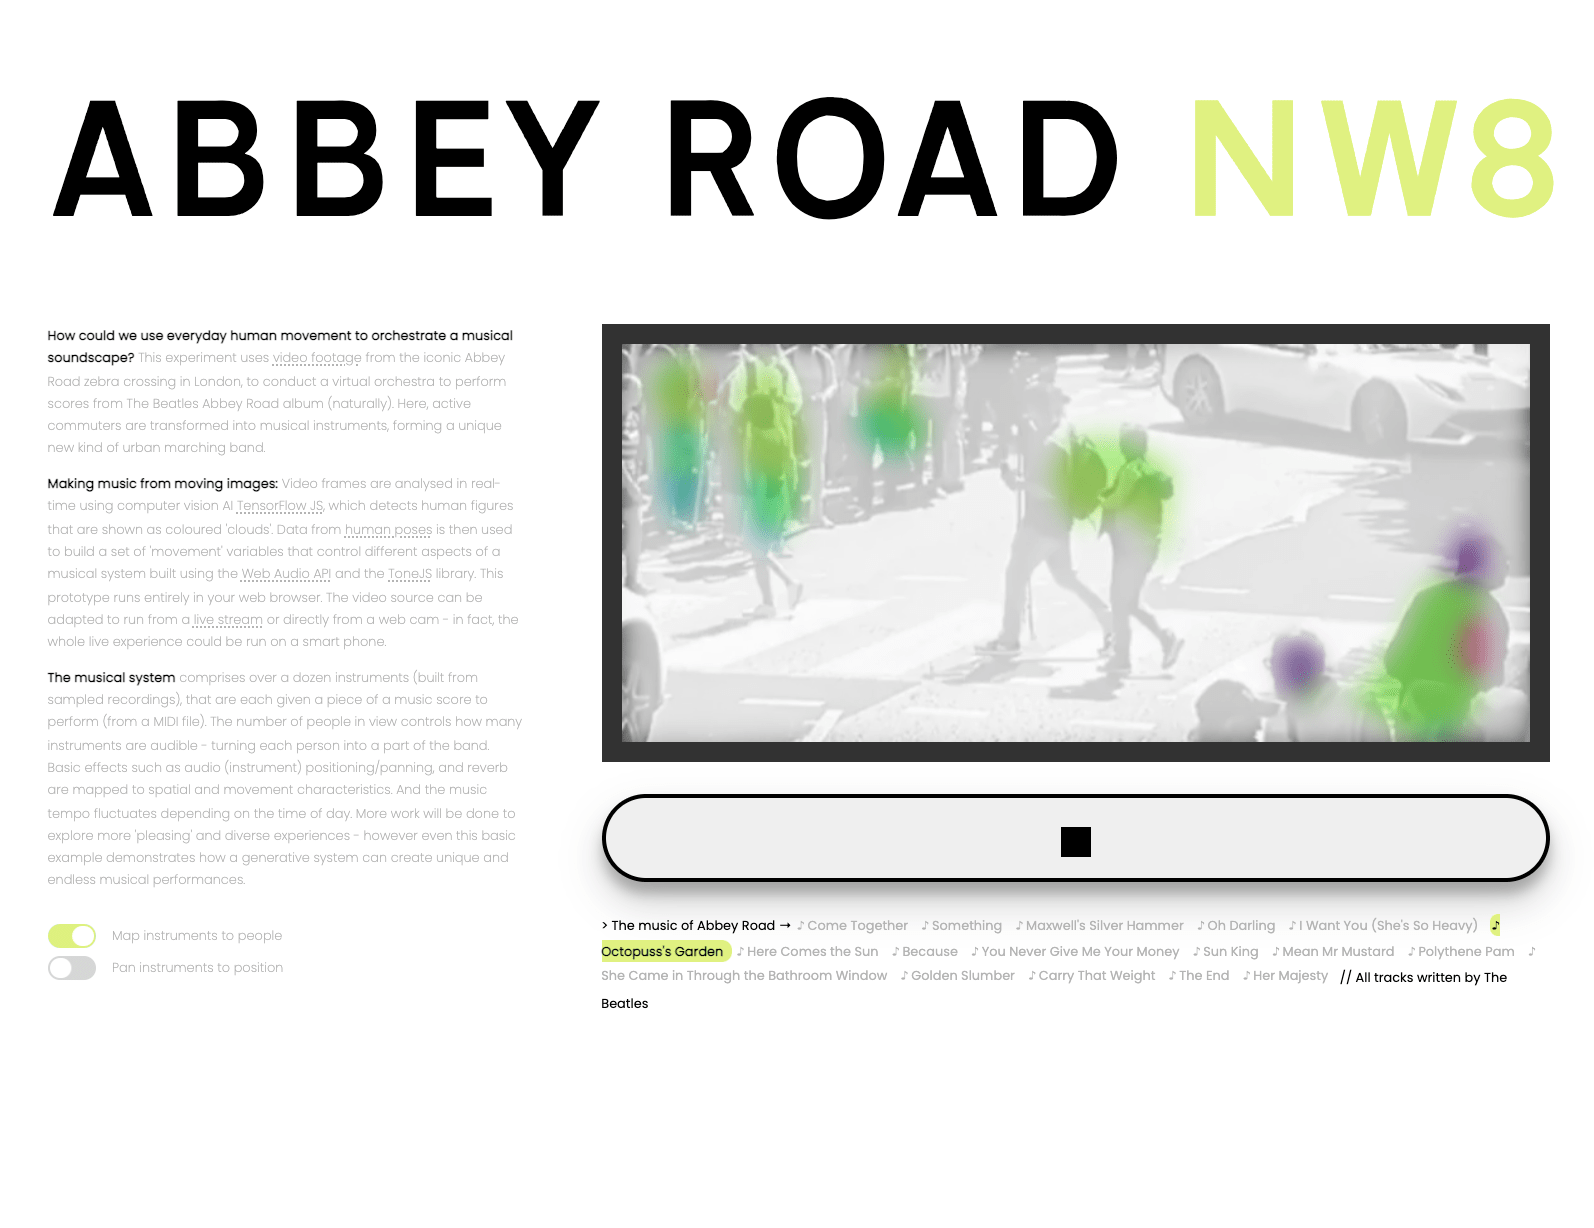 ABBEY ROAD NW8
How could we use everyday human movement to orchestrate a musical
soundscape? This experiment uses video footage from the iconic Abbey
Road zebra crossing in London, to conduct a virtual orchestra to perform
scores from The Beatles Abbey Road album (naturally). Here, active
commuters are transformed into musical instruments, forming a unique
new kind of urban marching band.
Making music from moving images: Video frames are analysed in real-
time using computer vision AI TensorFlow JS, which detects human figures
that are shown as coloured 'clouds'. Data from human poses is then used
to build a set of 'movement' variables that control different aspects of a
musical system built using the Web Audio API and the ToneJS library. This
prototype runs entirely in your web browser. The video source can be
adapted to run from a live stream or directly from a web cam - in fact, the
whole live experience could be run on a smart phone.
The musical system comprises over a dozen instruments (built from
sampled recordings), that are each given a piece of a music score to
perform (from a MIDI file). The number of people in view controls how many
instruments are audible - turning each person into a part of the band.
Basic effects such as audio (instrument) positioning/panning, and reverb
are mapped to spatial and movement characteristics. And the music
tempo fluctuates depending on the time of day. More work will be done to
explore more 'pleasing' and diverse experiences - however even this basic
example demonstrates how a generative system can create unique and
endless musical performances.
Map instruments to people
Pan instruments to position
> The music of Abbey Road → ♪ Come Together ♪ Something ♪ Maxwell's Silver Hammer ♪ Oh Darling ♪ I Want You (She's So Heavy) ♪
Octopuss's Garden ♪ Here Comes the Sun ♪ Because ♪ You Never Give Me Your Money ♪ Sun King ♪ Mean Mr Mustard ♪ Polythene Pam ♪
She Came in Through the Bathroom Window ♪ Golden Slumber ♪ Carry That Weight ♪ The End ♪ Her Majesty // All tracks written by The
Beatles